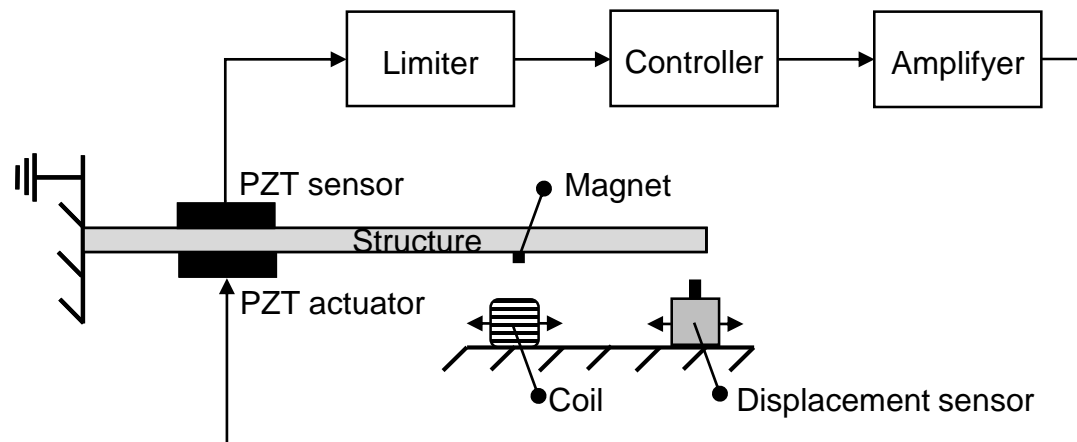 Limiter
Controller
Amplifyer
PZT sensor
Magnet
Structure
PZT actuator
Coil
Displacement sensor